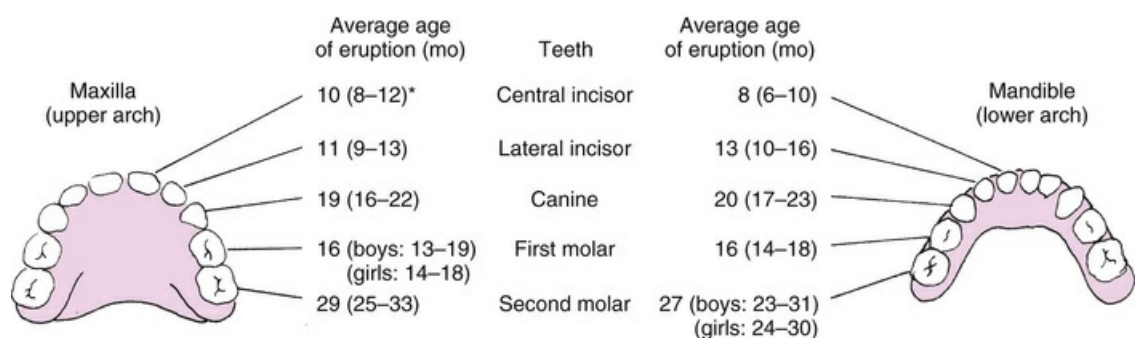 Average age
of eruption (mo)
Teeth
Average age
of eruption (mo)
Maxilla
(upper arch)
10 (8–12)* Central incisor 8 (6–10)
Mandible
(lower arch)
11 (9–13) Lateral incisor 13 (10–16)
19 (16–22) Canine 20 (17–23)
16 (boys: 13–19) First molar 16 (14–18)
(girls: 14–18)
29 (25–33) Second molar 27 (boys: 23–31)
(girls: 24–30)